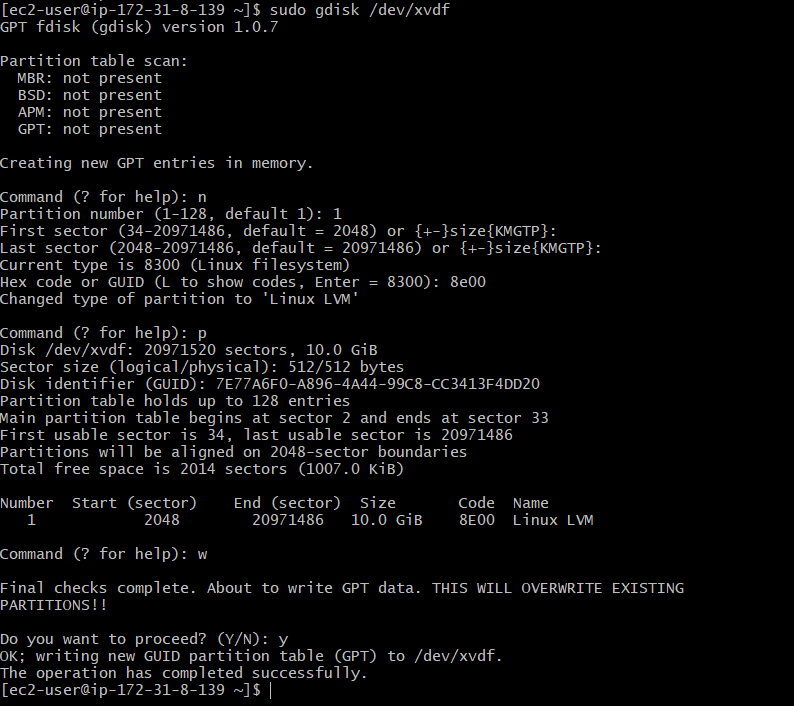 [ec2-user@ip-172-31-8-139 ~]$ sudo gdisk /dev/xvdf
GPT fdisk (gdisk) version 1.0.7
Partition table scan:
  MBR: not present
  BSD: not present
  APM: not present
  GPT: not present
Creating new GPT entries in memory.
Command (? for help): n
Partition number (1-128, default 1): 1
First sector (34-20971486, default = 2048) or {+-}size{KMGTP}:
Last sector (2048-20971486, default = 20971486) or {+-}size{KMGTP}:
Current type is 8300 (Linux filesystem)
Hex code or GUID (L to show codes, Enter = 8300): 8e00
Changed type of partition to 'Linux LVM'
Command (? for help): p
Disk /dev/xvdf: 20971520 sectors, 10.0 GiB
Sector size (logical/physical): 512/512 bytes
Disk identifier (GUID): 7E77A6F0-A896-4A44-99C8-CC3413F4DD20
Partition table holds up to 128 entries
Main partition table begins at sector 2 and ends at sector 33
First usable sector is 34, last usable sector is 20971486
Partitions will be aligned on 2048-sector boundaries
Total free space is 2014 sectors (1007.0 KiB)
Number  Start (sector)    End (sector)  Size       Code  Name
   1            2048        20971486   10.0 GiB    8E00  Linux LVM
Command (? for help): w
Final checks complete. About to write GPT data. THIS WILL OVERWRITE EXISTING
PARTITIONS!!
Do you want to proceed? (Y/N): y
OK; writing new GUID partition table (GPT) to /dev/xvdf.
The operation has completed successfully.
[ec2-user@ip-172-31-8-139 ~]$